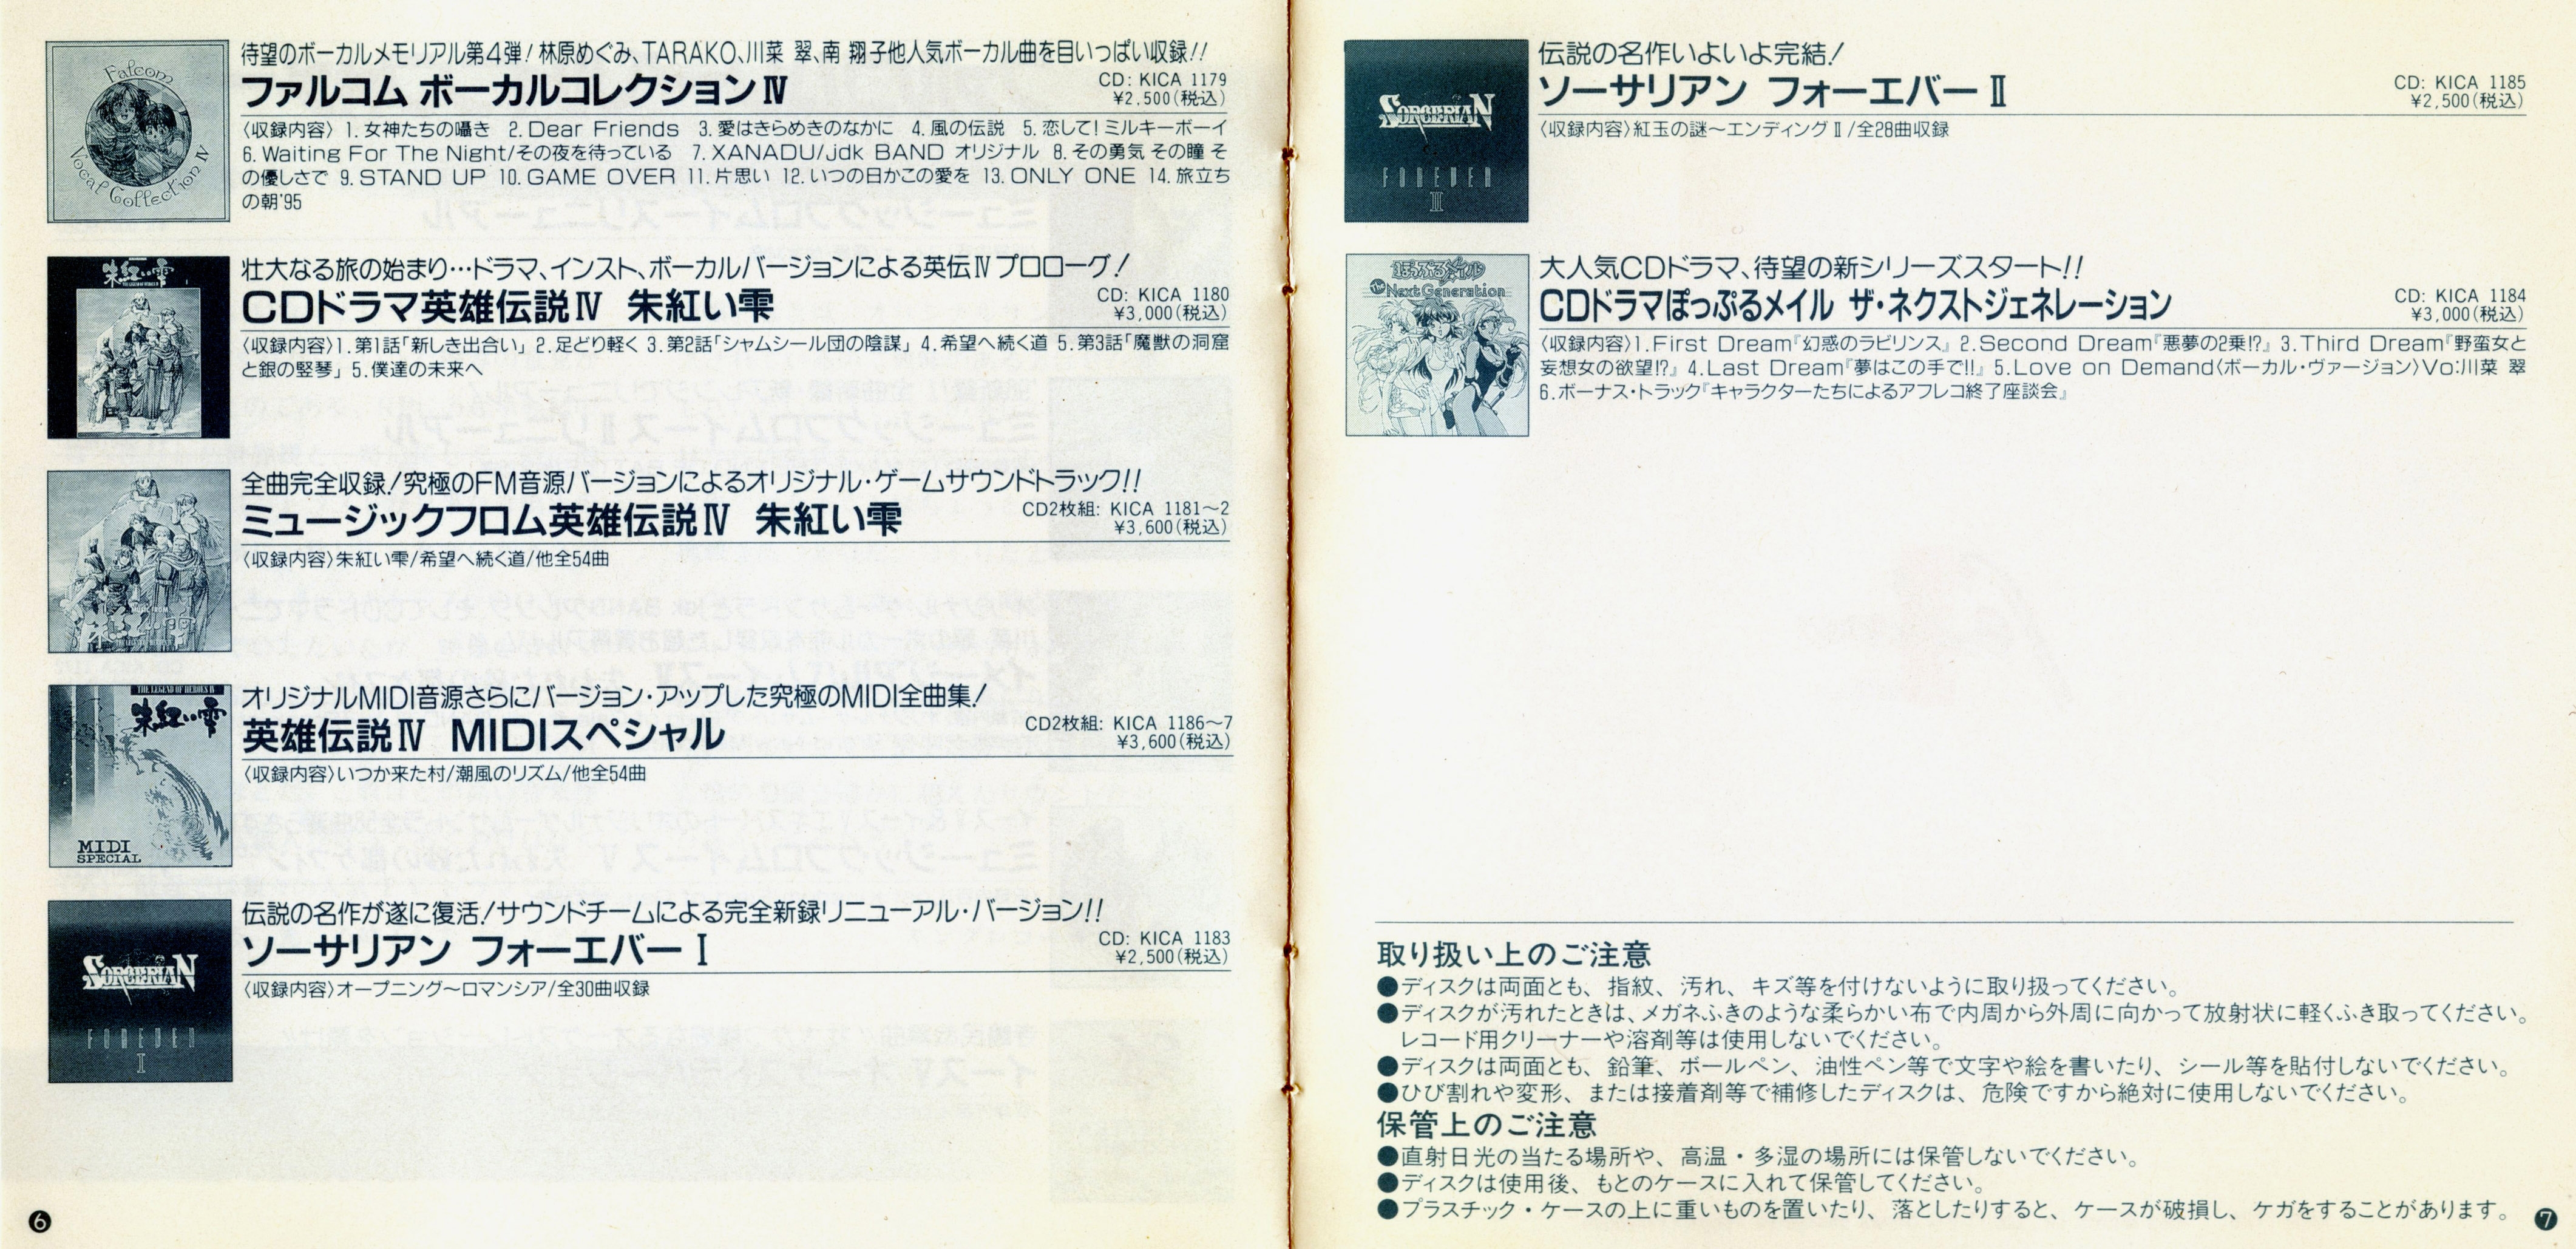 Falcom
Vocal Collection Ⅳ
待望のボーカルメモリアル第4弾!林原めぐみ、TARAKO、川菜 翠、南 翔子他人気ボーカル曲を目いっぱい収録!!
ファルコム ボーカルコレクションⅣ
CD: KICA 1179
¥2,500(税込)
〈収録内容〉 1.女神たちの囁き 2.Dear Friends 3.愛はきらめきのなかに 4.風の伝説 5.恋して!ミルキーボーイ
6.Waiting For The Night/その夜を待っている 7.XANADU/jdk BAND オリジナル 8.その勇気 その瞳 そ
の優しさで 9.STAND UP 10.GAME OVER 11.片思い 12.いつの日かこの愛を 13.ONLY ONE 14.旅立ち
の朝'95
朱紅い雫
壮大なる旅の始まり…ドラマ、インスト、ボーカルバージョンによる英伝Ⅳプロローグ!
CDドラマ英雄伝説Ⅳ 朱紅い雫
CD: KICA 1180
¥3,000(税込)
〈収録内容〉1.第1話「新しき出合い」 2.足どり軽く 3.第2話「シャムシール団の陰謀」 4.希望へ続く道 5.第3話「魔獣の洞窟
と銀の竪琴」 5.僕達の未来へ
MUSIC FROM
朱紅い雫
全曲完全収録!究極のFM音源バージョンによるオリジナル・ゲームサウンドトラック!!
ミュージックフロム英雄伝説Ⅳ 朱紅い雫
CD2枚組: KICA 1181〜2
¥3,600(税込)
〈収録内容〉朱紅い雫/希望へ続く道/他全54曲
THE LEGEND OF HEROES Ⅳ
朱紅い雫
MIDI
SPECIAL
オリジナルMIDI音源さらにバージョン・アップした究極のMIDI全曲集!
英雄伝説Ⅳ MIDIスペシャル
CD2枚組: KICA 1186〜7
¥3,600(税込)
〈収録内容〉いつか来た村/潮風のリズム/他全54曲
SORCERIAN
FOREVER
Ⅰ
伝説の名作が遂に復活!サウンドチームによる完全新録リニューアル・バージョン!!
ソーサリアン フォーエバー Ⅰ
CD: KICA 1183
¥2,500(税込)
〈収録内容〉オープニング〜ロマンシア/全30曲収録
6
SORCERIAN
FOREVER
Ⅱ
伝説の名作いよいよ完結!
ソーサリアン フォーエバー Ⅱ
CD: KICA 1185
¥2,500(税込)
〈収録内容〉紅玉の謎〜エンディングⅡ/全28曲収録
ぽっぷるメイル
The Next Generation
大人気CDドラマ、待望の新シリーズスタート!!
CDドラマぽっぷるメイル ザ・ネクストジェネレーション
CD: KICA 1184
¥3,000(税込)
〈収録内容〉1.First Dream『幻惑のラビリンス』 2.Second Dream『悪夢の2乗!?』 3.Third Dream『野蛮女と
妄想女の欲望!?』 4.Last Dream『夢はこの手で!!』 5.Love on Demand〈ボーカル・ヴァージョン〉Vo:川菜 翠
6.ボーナス・トラック『キャラクターたちによるアフレコ終了座談会』
取り扱い上のご注意
●ディスクは両面とも、指紋、汚れ、キズ等を付けないように取り扱ってください。
●ディスクが汚れたときは、メガネふきのような柔らかい布で内周から外周に向かって放射状に軽くふき取ってください。
レコード用クリーナーや溶剤等は使用しないでください。
●ディスクは両面とも、鉛筆、ボールペン、油性ペン等で文字や絵を書いたり、シール等を貼付しないでください。
●ひび割れや変形、または接着剤等で補修したディスクは、危険ですから絶対に使用しないでください。
保管上のご注意
●直射日光の当たる場所や、高温・多湿の場所には保管しないでください。
●ディスクは使用後、もとのケースに入れて保管してください。
●プラスチック・ケースの上に重いものを置いたり、落としたりすると、ケースが破損し、ケガをすることがあります。
7